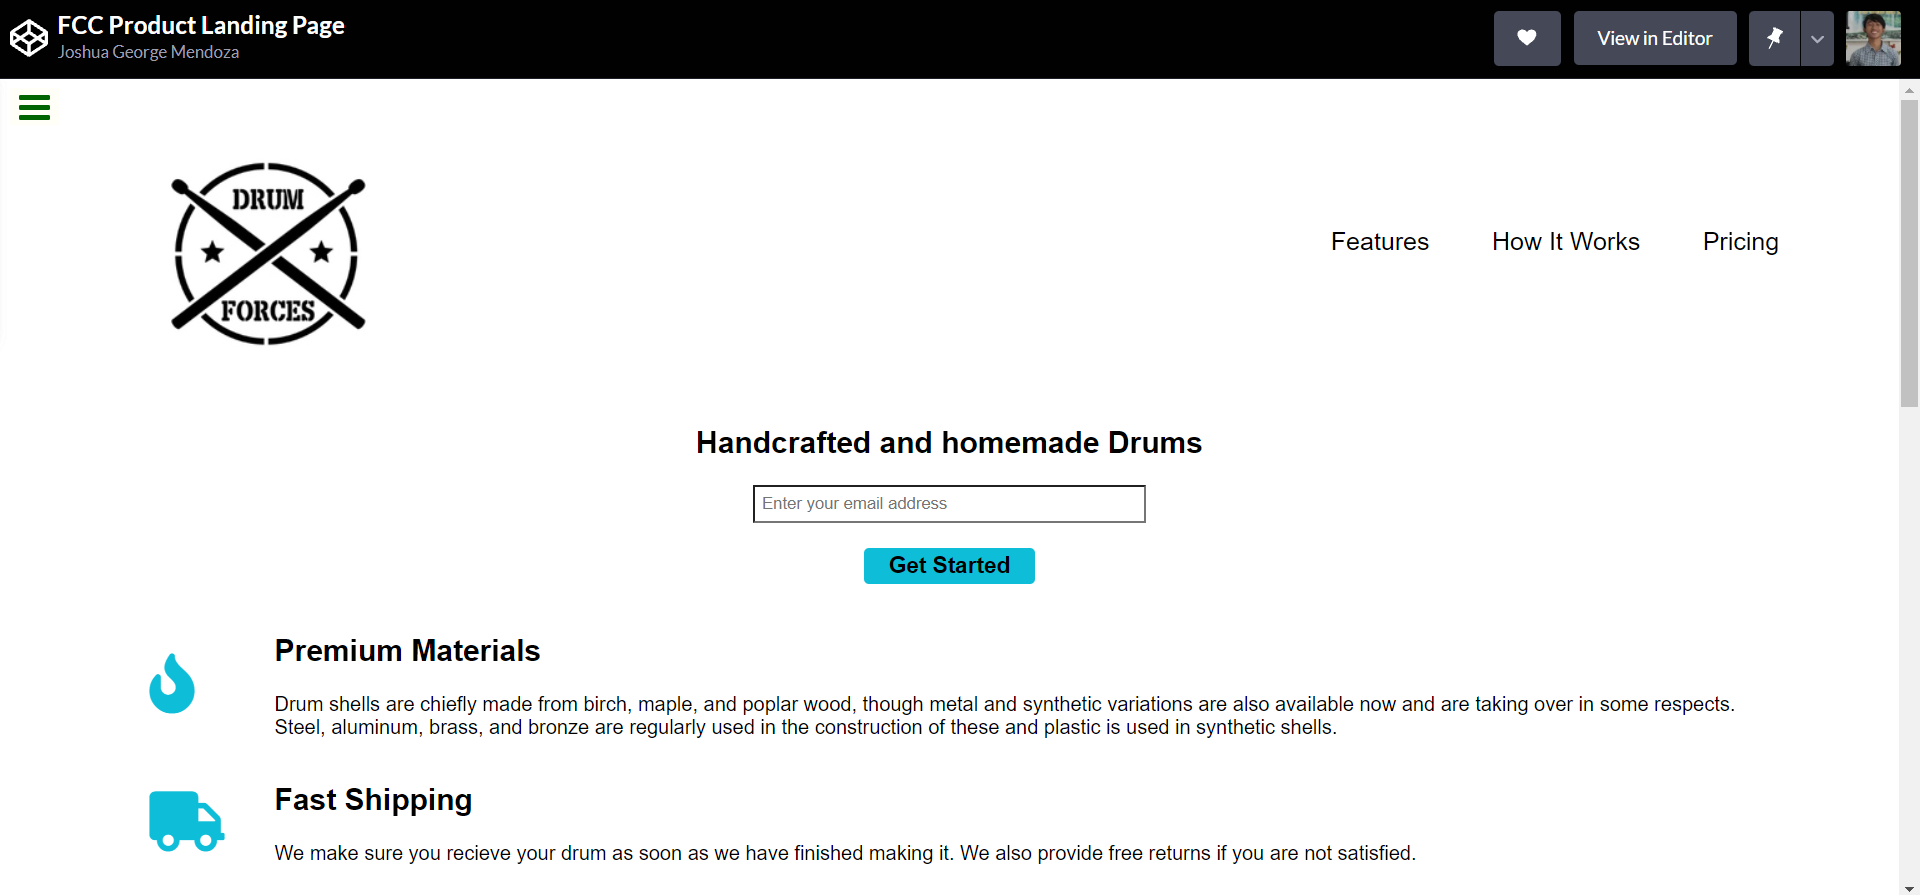 FCC Product Landing Page
Joshua George Mendoza
View in Editor
DRUM
FORCES
Features
How It Works
Pricing
Handcrafted and homemade Drums
Enter your email address
Get Started
Premium Materials
Drum shells are chiefly made from birch, maple, and poplar wood, though metal and synthetic variations are also available now and are taking over in some respects.
Steel, aluminum, brass, and bronze are regularly used in the construction of these and plastic is used in synthetic shells.
Fast Shipping
We make sure you recieve your drum as soon as we have finished making it. We also provide free returns if you are not satisfied.